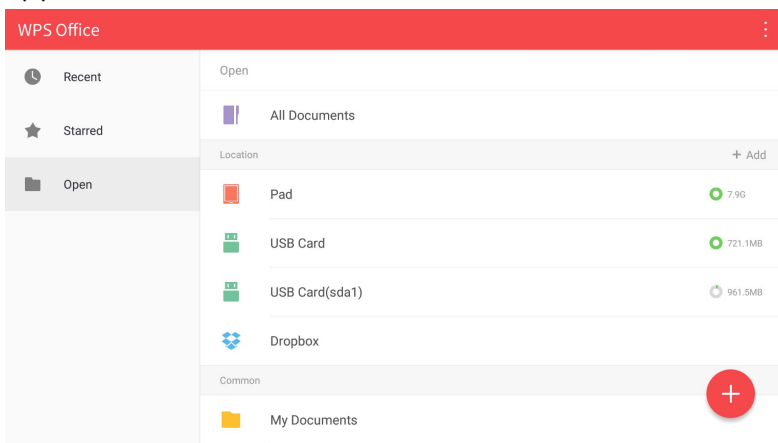 WPS Office
Recent
Starred
Open
Open
All Documents
Location + Add
Pad 7.9G
USB Card 721.1MB
USB Card(sda1) 961.5MB
Dropbox
Common
My Documents